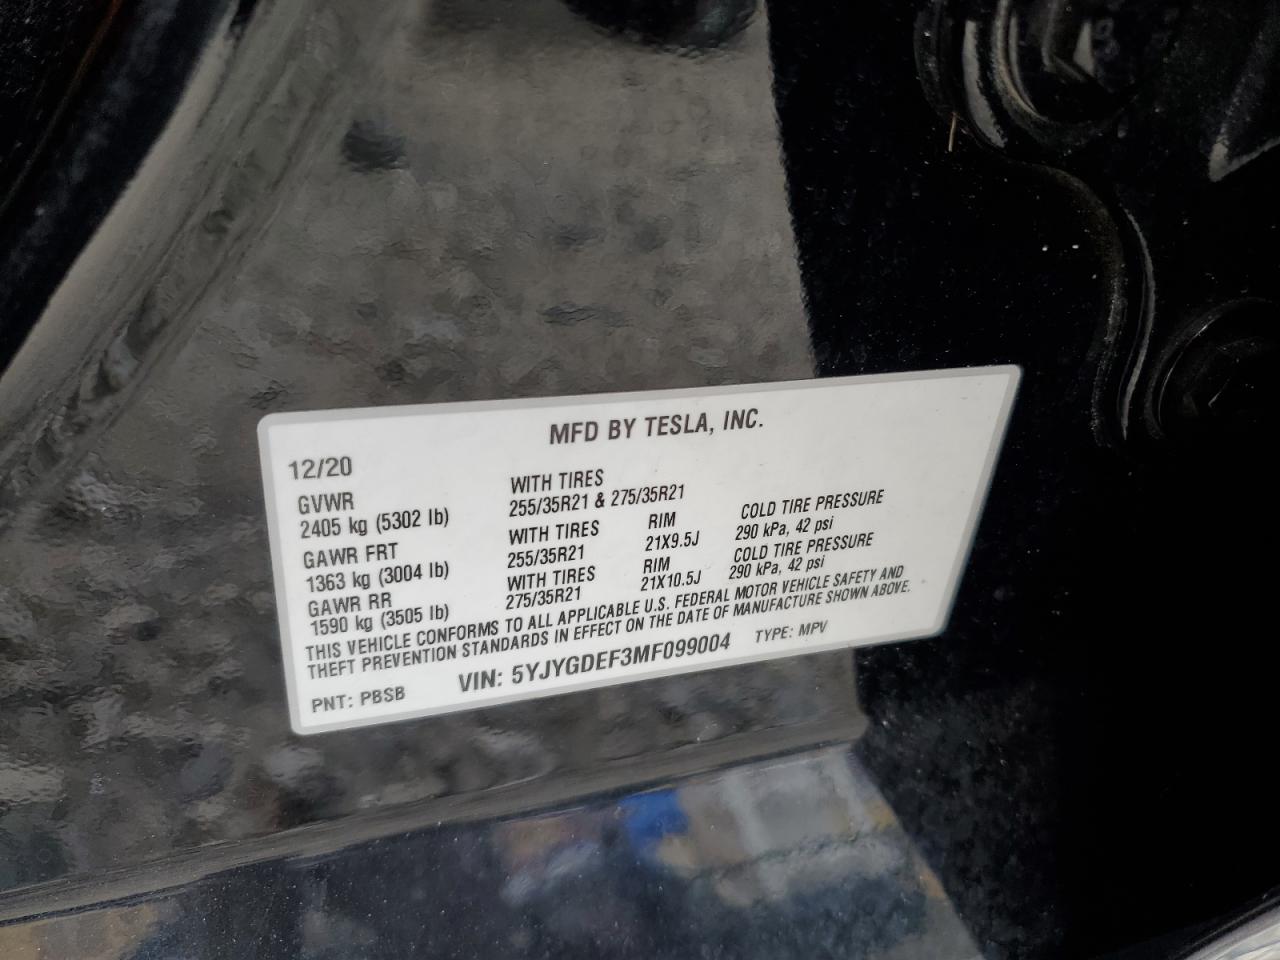 MFD BY TESLA, INC.
12/20
GVWR WITH TIRES
2405 kg (5302 lb) 255/35R21 & 275/35R21
GAWR FRT WITH TIRES RIM COLD TIRE PRESSURE
1363 kg (3004 lb) 255/35R21 21X9.5J 290 kPa, 42 psi
GAWR RR WITH TIRES RIM COLD TIRE PRESSURE
1590 kg (3505 lb) 275/35R21 21X10.5J 290 kPa, 42 psi
THIS VEHICLE CONFORMS TO ALL APPLICABLE U.S. FEDERAL MOTOR VEHICLE SAFETY AND
THEFT PREVENTION STANDARDS IN EFFECT ON THE DATE OF MANUFACTURE SHOWN ABOVE.
PNT: PBSB VIN: 5YJYGDEF3MF099004 TYPE: MPV